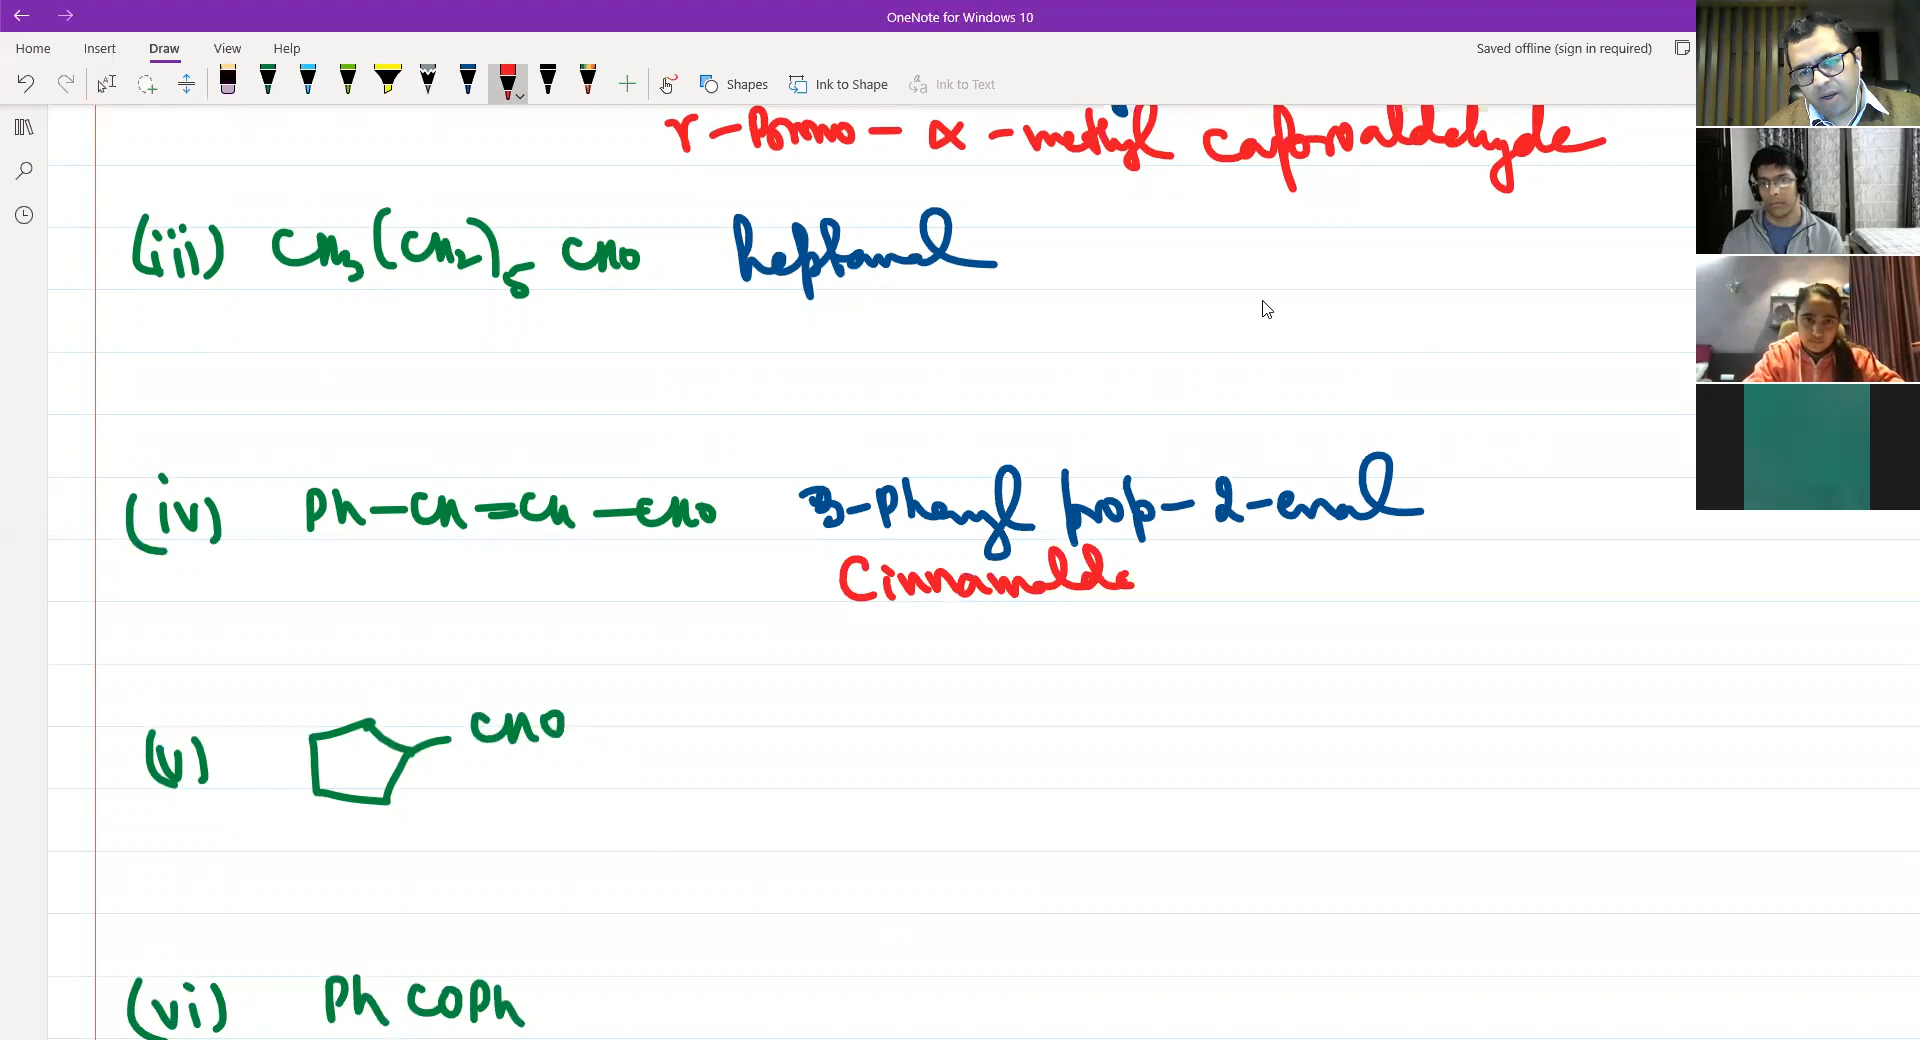 OneNote for Windows 10
Home Insert Draw View Help
Saved offline (sign in required)
Shapes Ink to Shape Ink to Text
γ-Bromo-α-methyl caproaldehyde
(iii) CH3(CH2)5 CHO heptanal
(iv) Ph-CH=CH-CHO 3-Phenyl prop-2-enal
Cinnamalde
(v) CHO
(vi) Ph COPh